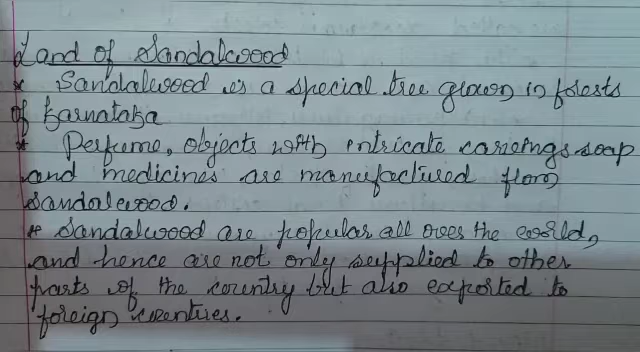 Land of Sandalwood
* Sandalwood is a special tree grown in forests
of Karnataka
* Perfume, objects with intricate carvings soap
and medicines are manufactured from
Sandalwood.
* Sandalwood are popular all over the world,
and hence are not only supplied to other
parts of the country but also exported to
foreign countries.